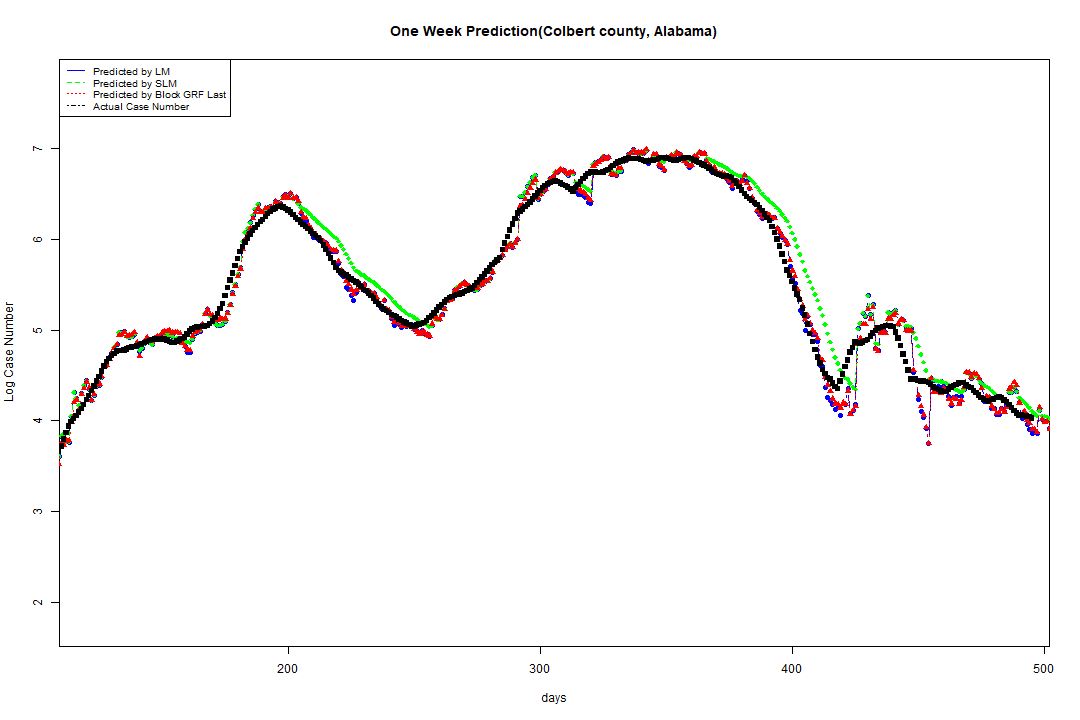 One Week Prediction(Colbert county, Alabama)
Predicted by LM
Predicted by SLM
Predicted by Block GRF Last
Actual Case Number
Log Case Number
7
6
5
4
3
2
200 300 400 500
days